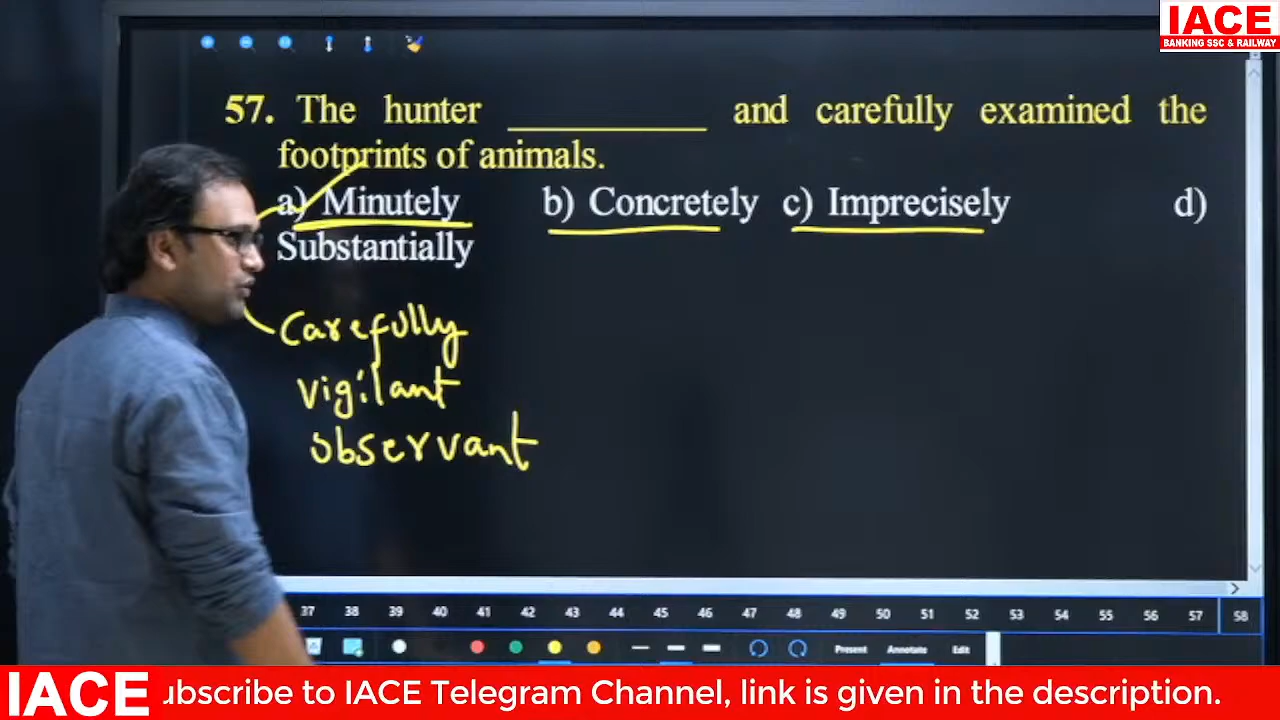 IACE
BANKING SSC & RAILWAY
57. The hunter __________ and carefully examined the
footprints of animals.
a) Minutely b) Concretely c) Imprecisely d)
Substantially
Carefully
vigilant
observant
37 38 39 40 41 42 43 44 45 46 47 48 49 50 51 52 53 54 55 56 57 58
Present Annotate Edit
IACE ubscribe to IACE Telegram Channel, link is given in the description.